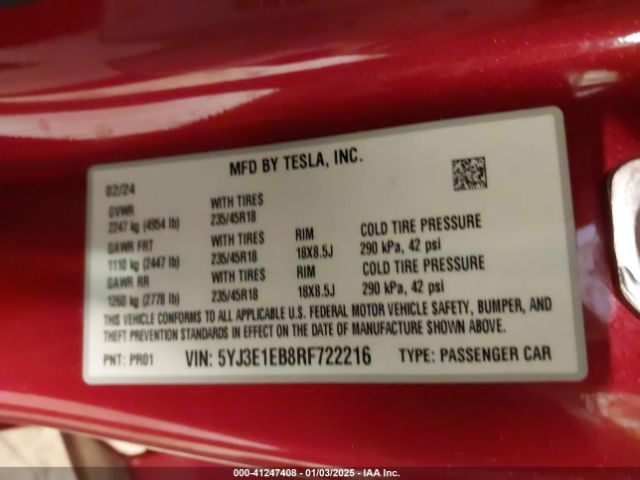 MFD BY TESLA, INC.
02/24
GVWR WITH TIRES
2247 kg (4954 lb) 235/45R18
GAWR FRT WITH TIRES RIM COLD TIRE PRESSURE
1110 kg (2447 lb) 235/45R18 18X8.5J 290 kPa, 42 psi
GAWR RR WITH TIRES RIM COLD TIRE PRESSURE
1260 kg (2778 lb) 235/45R18 18X8.5J 290 kPa, 42 psi
THIS VEHICLE CONFORMS TO ALL APPLICABLE U.S. FEDERAL MOTOR VEHICLE SAFETY, BUMPER, AND
THEFT PREVENTION STANDARDS IN EFFECT ON THE DATE OF MANUFACTURE SHOWN ABOVE.
PNT: PR01 VIN: 5YJ3E1EB8RF722216 TYPE: PASSENGER CAR
000-41247408 - 01/03/2025 - IAA Inc.